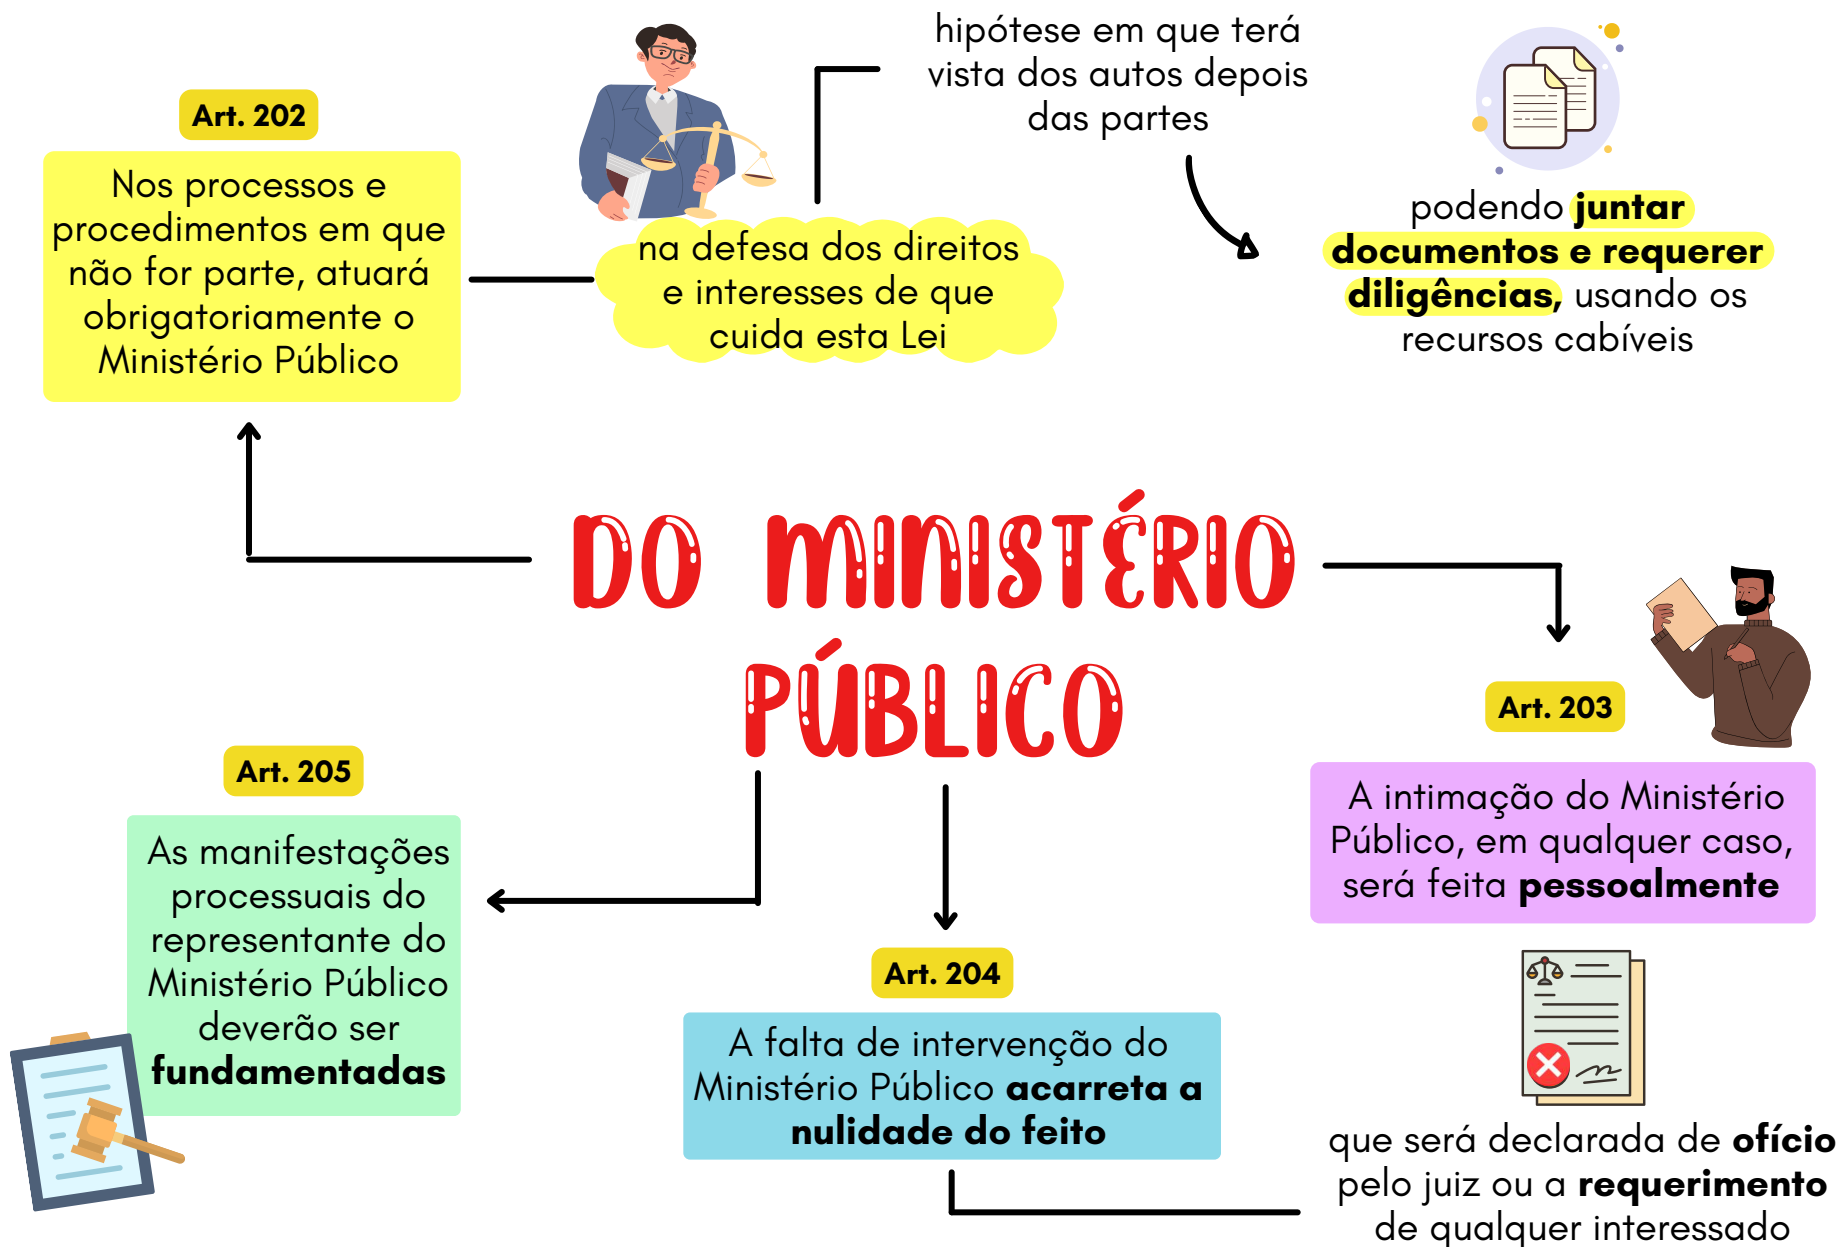 Art. 202
Nos processos e
procedimentos em que
não for parte, atuará
obrigatoriamente o
Ministério Público
na defesa dos direitos
e interesses de que
cuida esta Lei
hipótese em que terá
vista dos autos depois
das partes
podendo juntar
documentos e requerer
diligências, usando os
recursos cabíveis
DO MINISTÉRIO
PÚBLICO
Art. 203
A intimação do Ministério
Público, em qualquer caso,
será feita pessoalmente
Art. 204
A falta de intervenção do
Ministério Público acarreta a
nulidade do feito
que será declarada de ofício
pelo juiz ou a requerimento
de qualquer interessado
Art. 205
As manifestações
processuais do
representante do
Ministério Público
deverão ser
fundamentadas